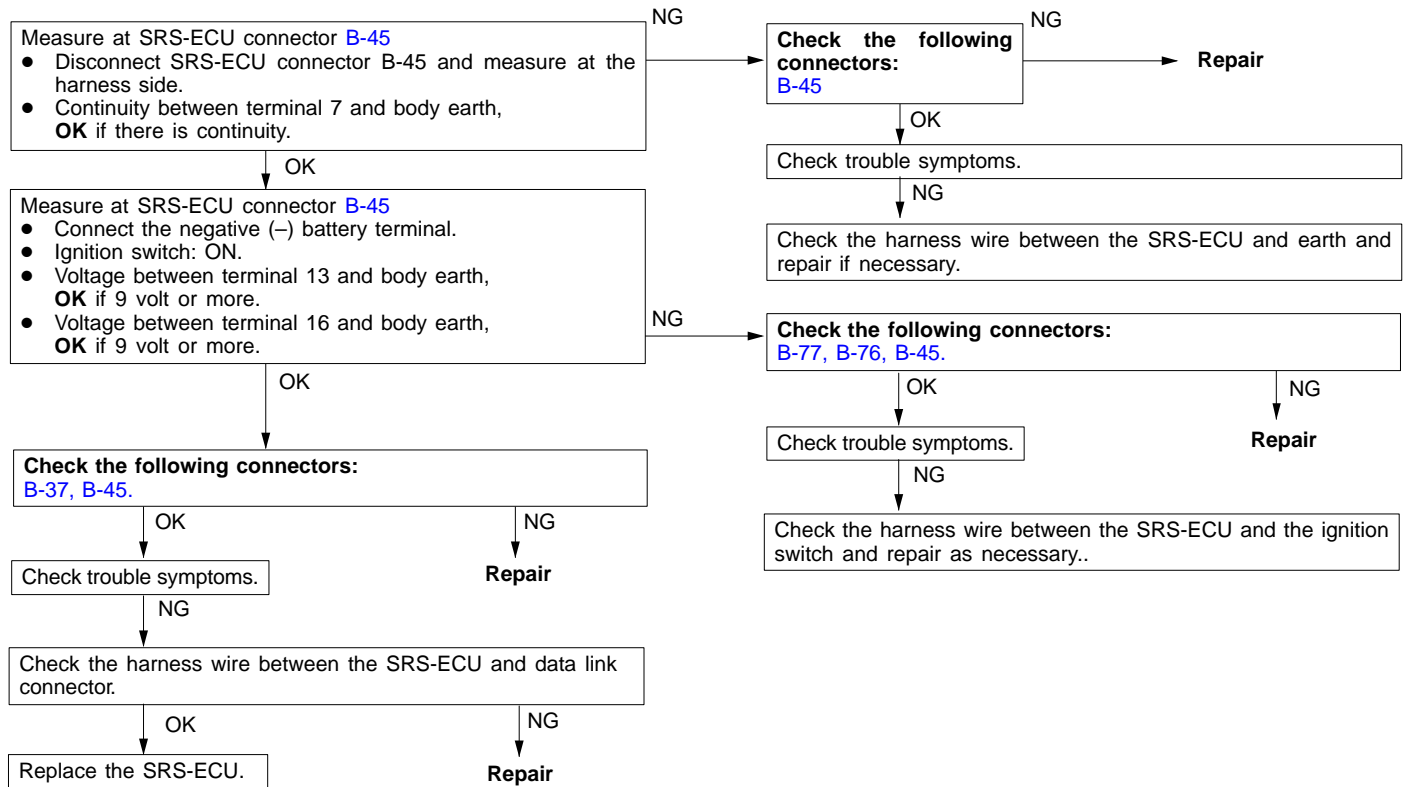 Measure at SRS-ECU connector B-45
● Disconnect SRS-ECU connector B-45 and measure at the
harness side.
● Continuity between terminal 7 and body earth,
OK if there is continuity.
NG
Check the following
connectors:
B-45
NG
Repair
OK
Check trouble symptoms.
NG
Check the harness wire between the SRS-ECU and earth and
repair if necessary.
OK
Measure at SRS-ECU connector B-45
● Connect the negative (–) battery terminal.
● Ignition switch: ON.
● Voltage between terminal 13 and body earth,
OK if 9 volt or more.
● Voltage between terminal 16 and body earth,
OK if 9 volt or more.
NG
Check the following connectors:
B-77, B-76, B-45.
OK
NG
Check trouble symptoms.
Repair
NG
Check the harness wire between the SRS-ECU and the ignition
switch and repair as necessary..
OK
Check the following connectors:
B-37, B-45.
OK
NG
Check trouble symptoms.
Repair
NG
Check the harness wire between the SRS-ECU and data link
connector.
OK
NG
Replace the SRS-ECU.
Repair